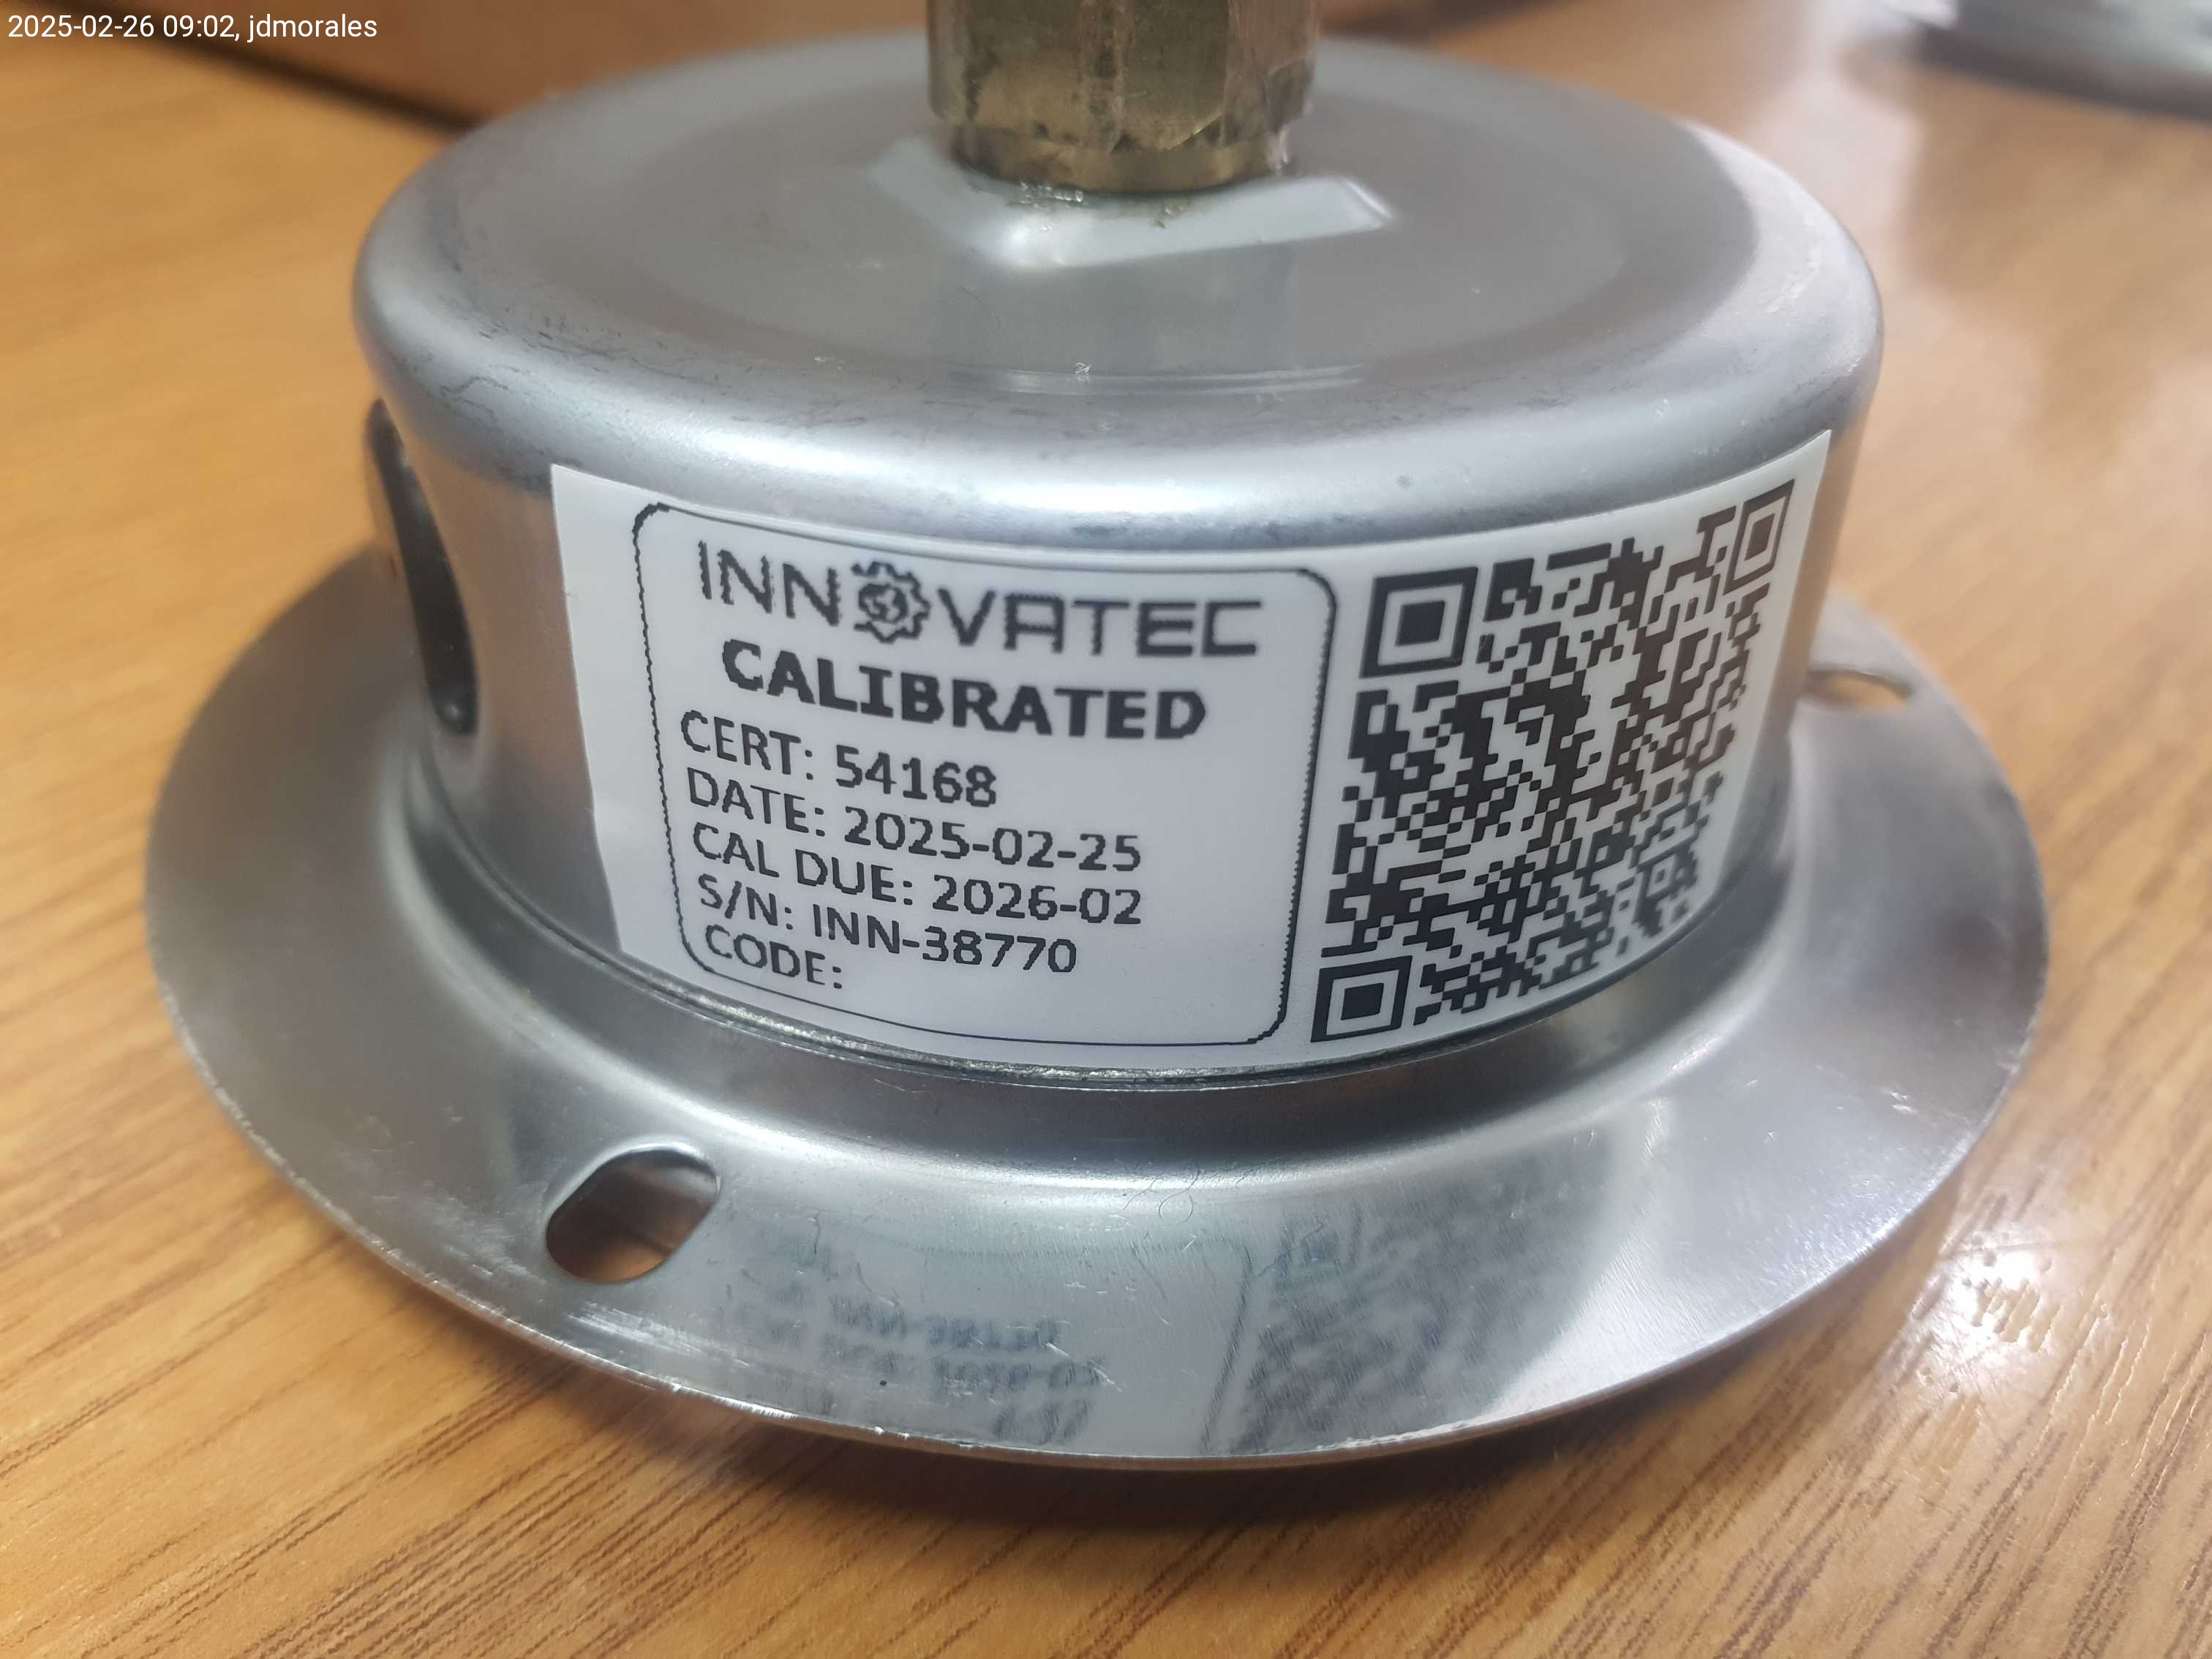 2025-02-26 09:02, jdmorales
INNOVATEC
CALIBRATED
CERT: 54168
DATE: 2025-02-25
CAL DUE: 2026-02
S/N: INN-38770
CODE: